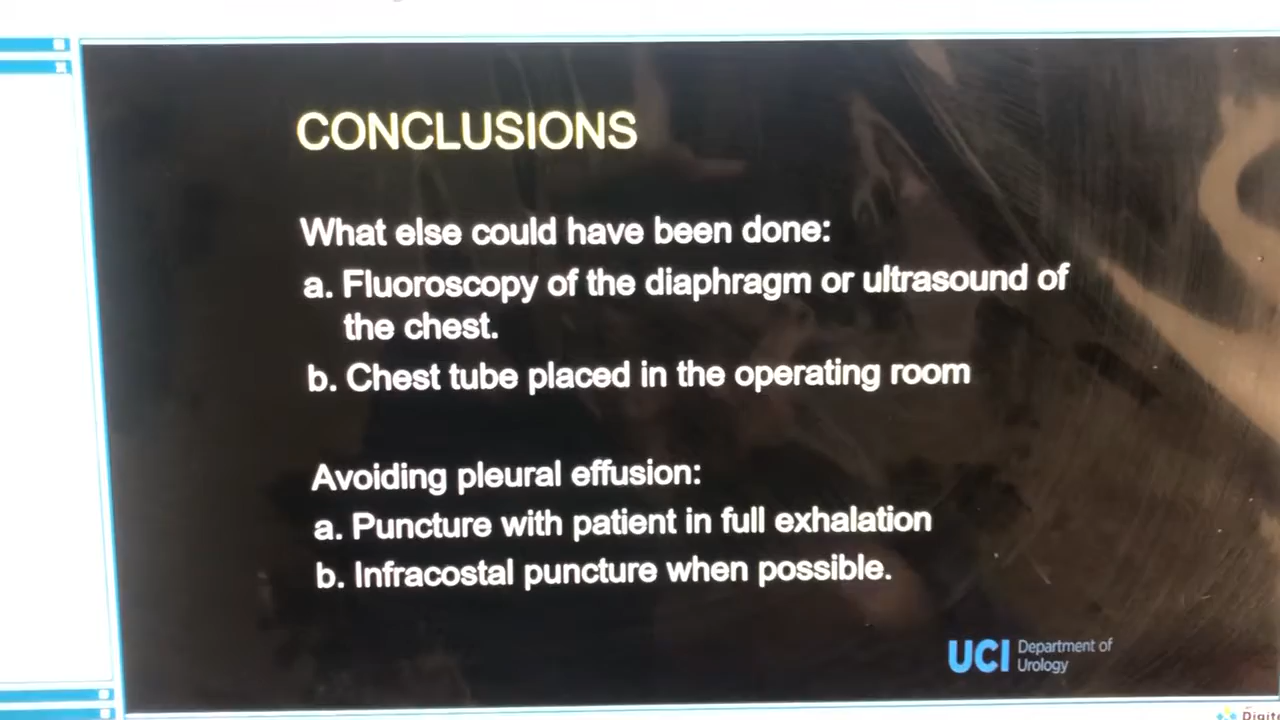 CONCLUSIONS
What else could have been done:
a. Fluoroscopy of the diaphragm or ultrasound of
the chest.
b. Chest tube placed in the operating room
Avoiding pleural effusion:
a. Puncture with patient in full exhalation
b. Infracostal puncture when possible.
UCI Department of
Urology